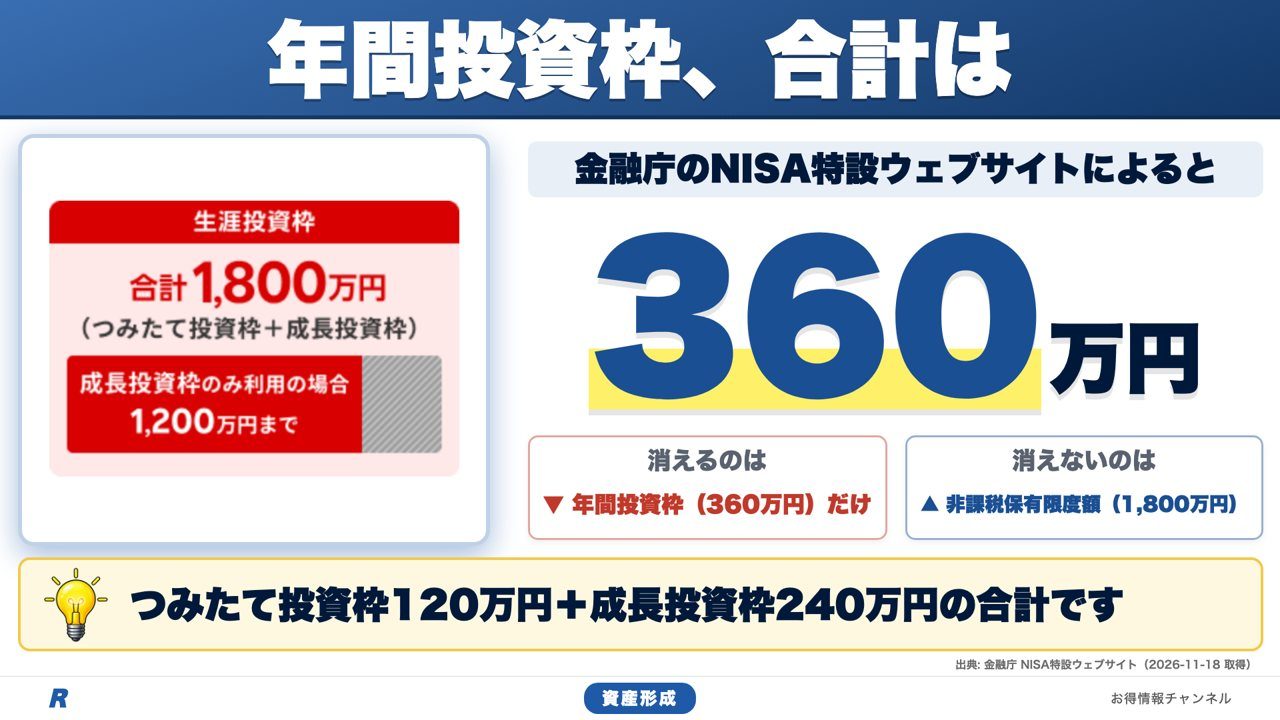 年間投資枠、合計は
生涯投資枠
合計1,800万円
（つみたて投資枠＋成長投資枠）
成長投資枠のみ利用の場合
1,200万円まで
金融庁のNISA特設ウェブサイトによると
360万円
消えるのは
▼ 年間投資枠（360万円）だけ
消えないのは
▲ 非課税保有限度額（1,800万円）
つみたて投資枠120万円＋成長投資枠240万円の合計です
出典: 金融庁 NISA特設ウェブサイト（2026-11-18 取得）
R
資産形成
お得情報チャンネル